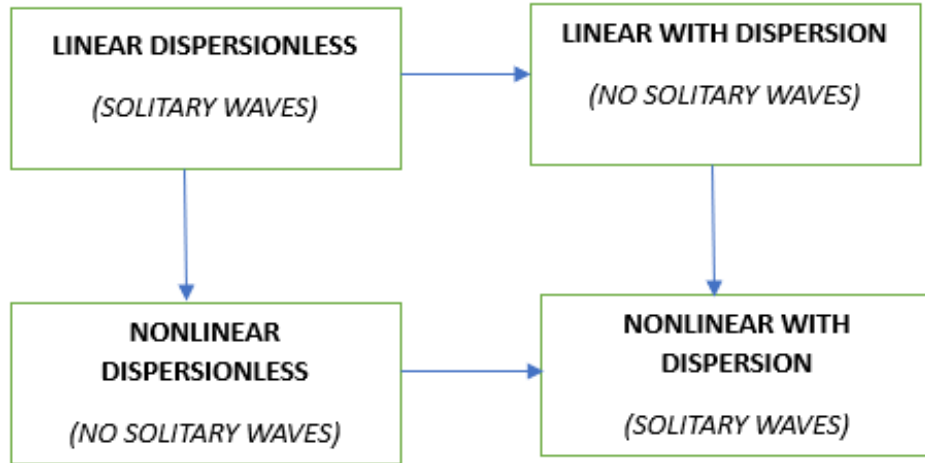 LINEAR DISPERSIONLESS
(SOLITARY WAVES)
LINEAR WITH DISPERSION
(NO SOLITARY WAVES)
NONLINEAR
DISPERSIONLESS
(NO SOLITARY WAVES)
NONLINEAR WITH
DISPERSION
(SOLITARY WAVES)